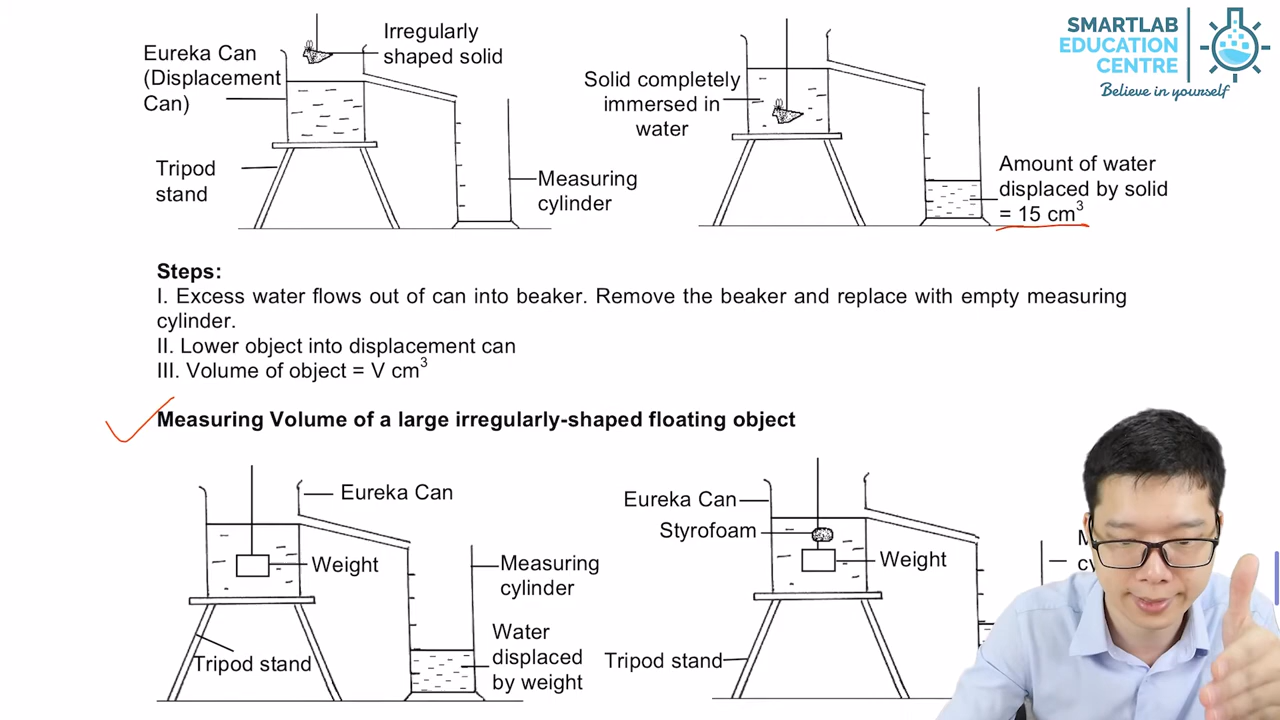 Eureka Can
(Displacement
Can)
Irregularly
shaped solid
Tripod
stand
Measuring
cylinder
Solid completely
immersed in
water
Amount of water
displaced by solid
= 15 cm³
SMARTLAB
EDUCATION
CENTRE
Believe in yourself
Steps:
I. Excess water flows out of can into beaker. Remove the beaker and replace with empty measuring
cylinder.
II. Lower object into displacement can
III. Volume of object = V cm³
Measuring Volume of a large irregularly-shaped floating object
Eureka Can
Weight
Measuring
cylinder
Water
displaced
by weight
Tripod stand
Eureka Can
Styrofoam
Weight
Tripod stand